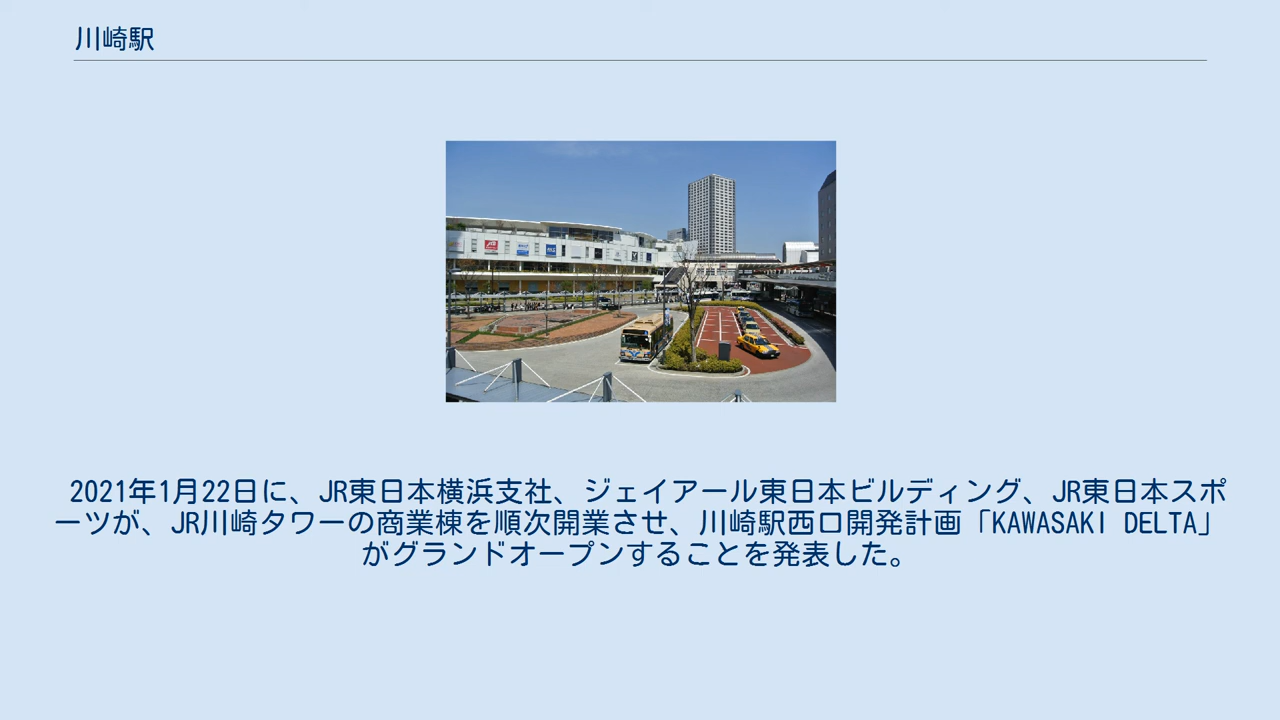 川崎駅
2021年1月22日に、JR東日本横浜支社、ジェイアール東日本ビルディング、JR東日本スポ
ーツが、JR川崎タワーの商業棟を順次開業させ、川崎駅西口開発計画「KAWASAKI DELTA」
がグランドオープンすることを発表した。